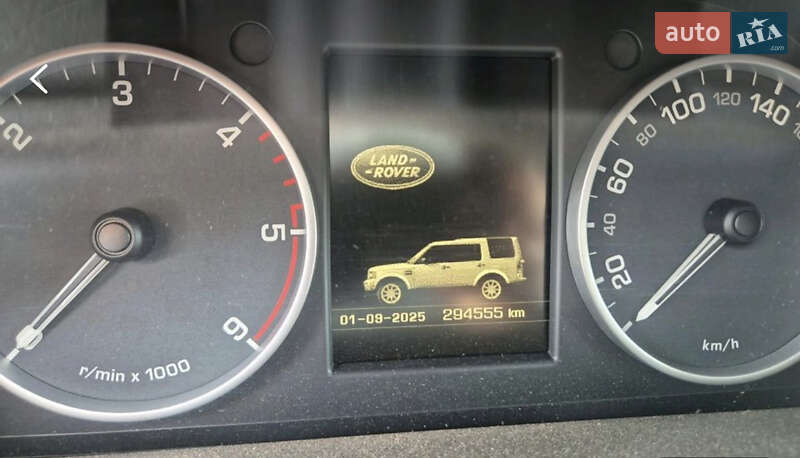 auto RIA .com
2 3 4 5 6
r/min x 1000
LAND-
-ROVER
01-09-2025 294555 km
20 40 60 80 100 120 140
km/h